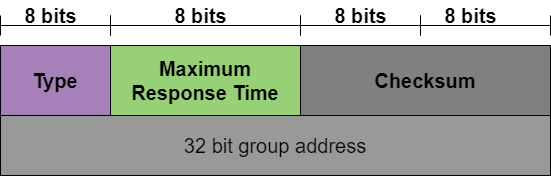 8 bits 8 bits 8 bits 8 bits
Type
Maximum
Response Time
Checksum
32 bit group address